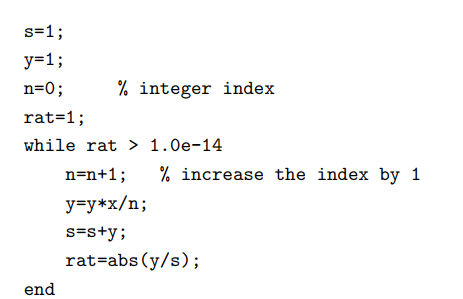 s=1;
y=1;
n=0;     % integer index
rat=1;
while rat > 1.0e-14
    n=n+1;   % increase the index by 1
    y=y*x/n;
    s=s+y;
    rat=abs(y/s);
end